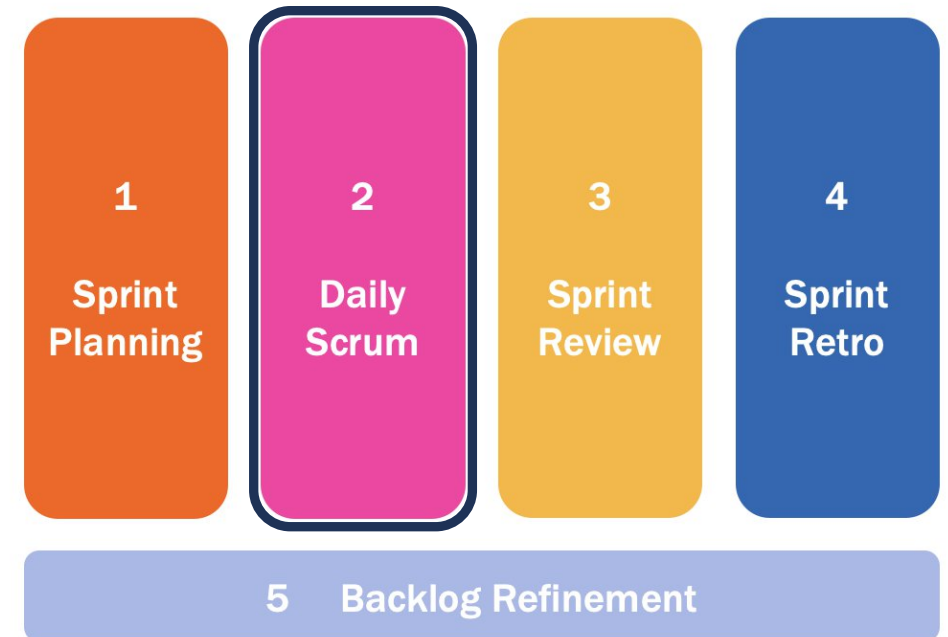 1
Sprint
Planning
2
Daily
Scrum
3
Sprint
Review
4
Sprint
Retro
5 Backlog Refinement